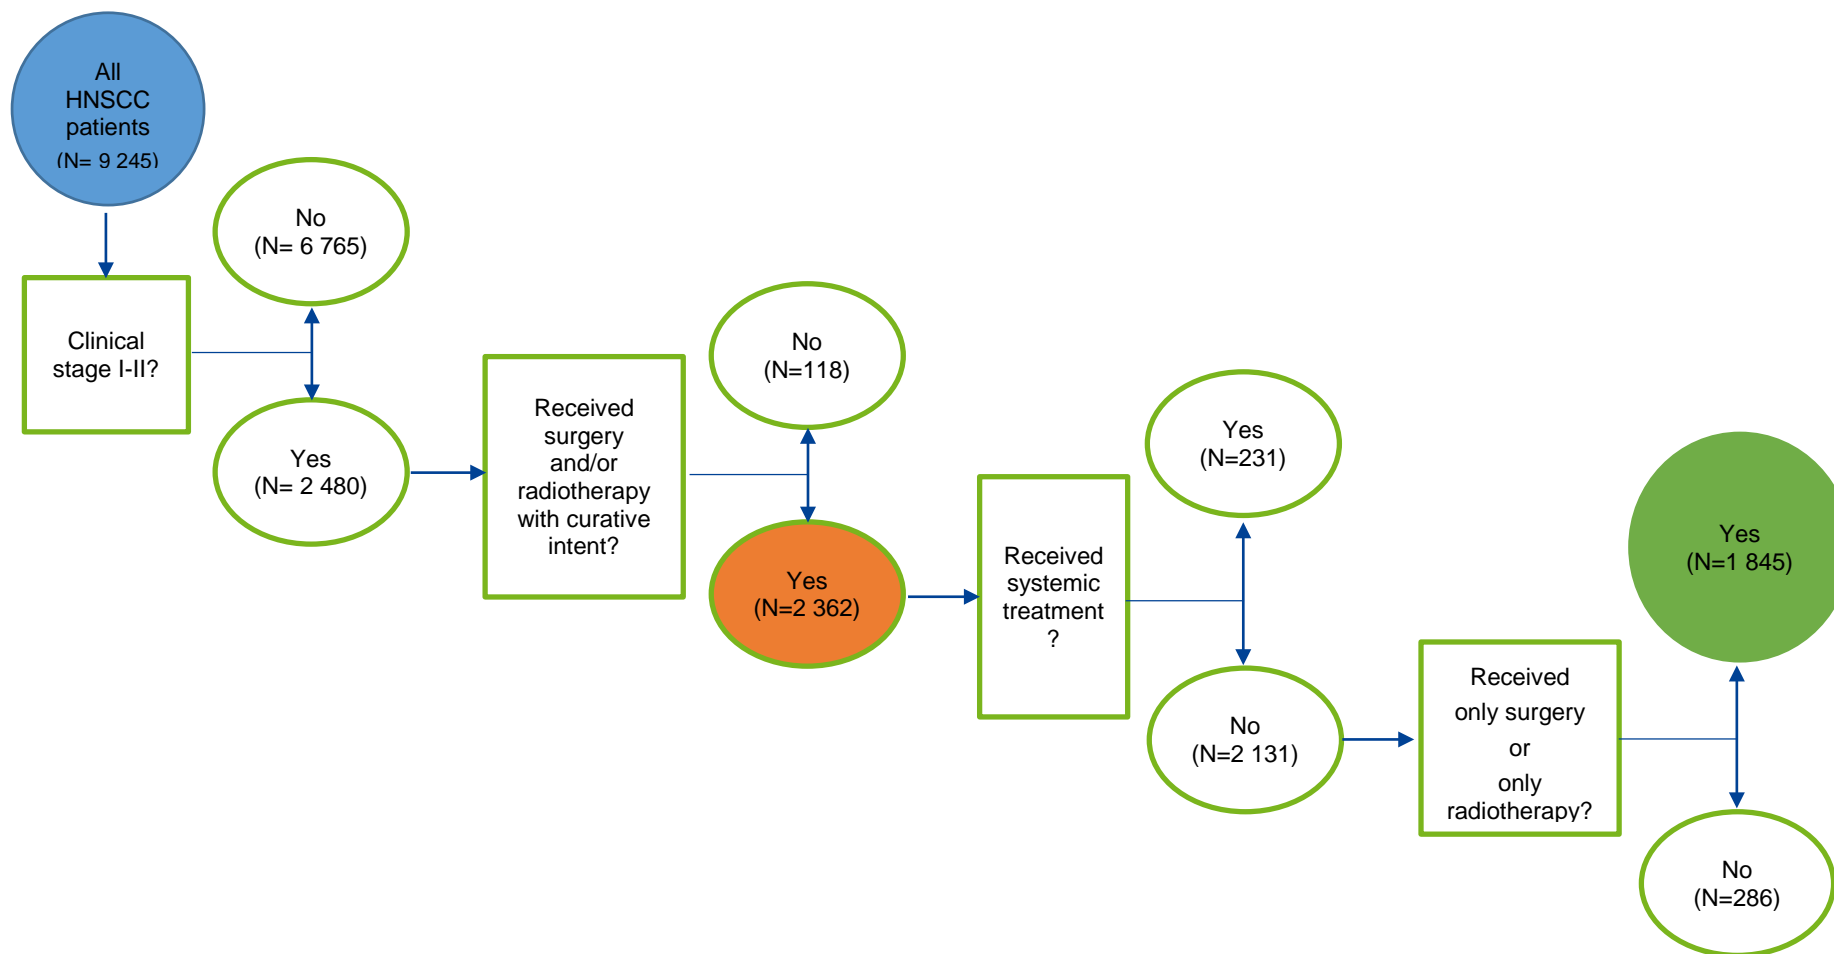 All
HNSCC
patients
(N= 9 245)
No
(N= 6 765)
Clinical
stage I-II?
Yes
(N= 2 480)
Received
surgery
and/or
radiotherapy
with curative
intent?
No
(N=118)
Yes
(N=2 362)
Received
systemic
treatment
?
Yes
(N=231)
No
(N=2 131)
Received
only surgery
or
only
radiotherapy?
Yes
(N=1 845)
No
(N=286)